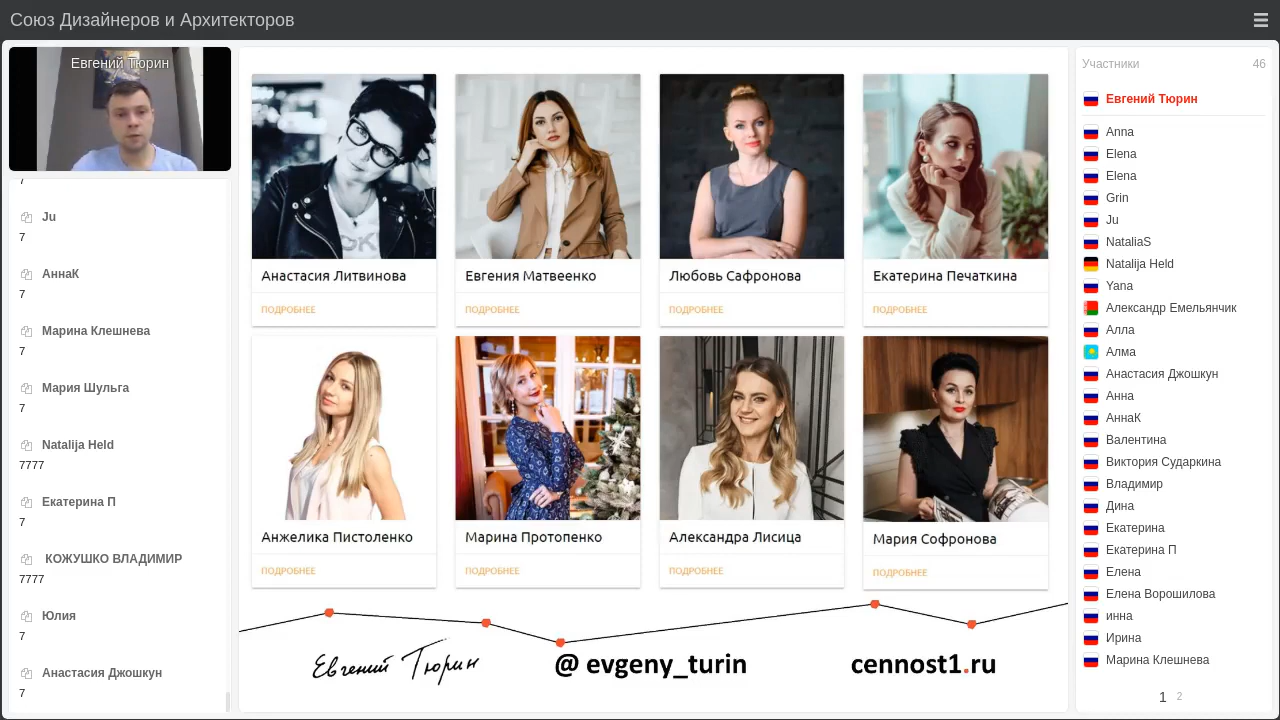 Союз Дизайнеров и Архитекторов
Евгений Тюрин
7
Ju
7
АннаК
7
Марина Клешнева
7
Мария Шульга
7
Natalija Held
7777
Екатерина П
7
КОЖУШКО ВЛАДИМИР
7777
Юлия
7
Анастасия Джошкун
7
Анастасия Литвинова
ПОДРОБНЕЕ
Евгения Матвеенко
ПОДРОБНЕЕ
Любовь Сафронова
ПОДРОБНЕЕ
Екатерина Печаткина
ПОДРОБНЕЕ
Анжелика Пистоленко
ПОДРОБНЕЕ
Марина Протопенко
ПОДРОБНЕЕ
Александра Лисица
ПОДРОБНЕЕ
Мария Софронова
ПОДРОБНЕЕ
Евгений Тюрин
@ evgeny_turin
cennost1.ru
Участники 46
Евгений Тюрин
Anna
Elena
Elena
Grin
Ju
NataliaS
Natalija Held
Yana
Александр Емельянчик
Алла
Алма
Анастасия Джошкун
Анна
АннаК
Валентина
Виктория Сударкина
Владимир
Дина
Екатерина
Екатерина П
Елена
Елена Ворошилова
инна
Ирина
Марина Клешнева
1 2